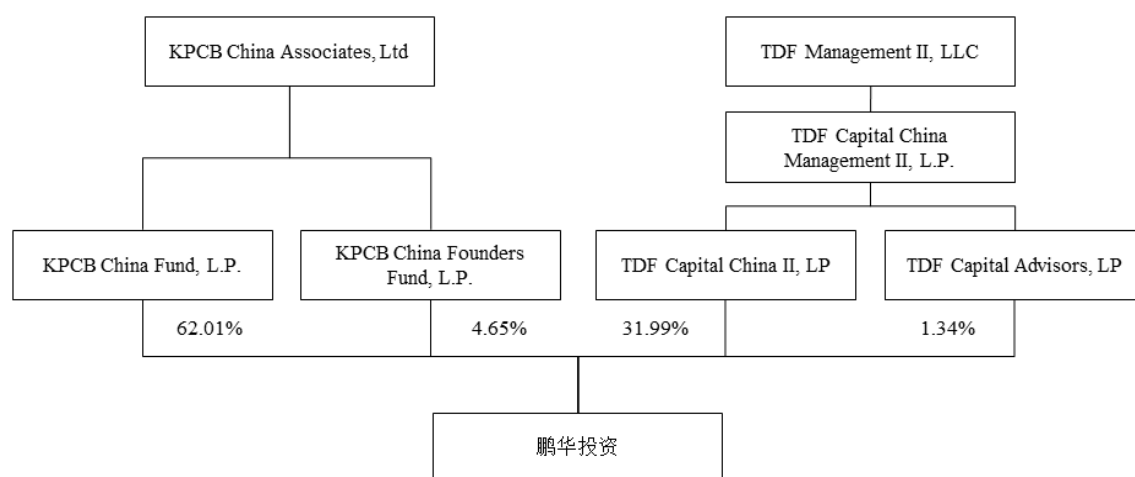 KPCB China Associates, Ltd
TDF Management II, LLC
TDF Capital China
Management II, L.P.
KPCB China Fund, L.P.
KPCB China Founders
Fund, L.P.
TDF Capital China II, LP
TDF Capital Advisors, LP
62.01%
4.65%
31.99%
1.34%
鹏华投资